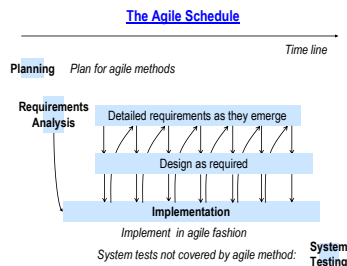 The Agile Schedule
Time line
Planning Plan for agile methods
Requirements
Analysis
Detailed requirements as they emerge
Design as required
Implementation
Implement in agile fashion
System tests not covered by agile method: System
Testing